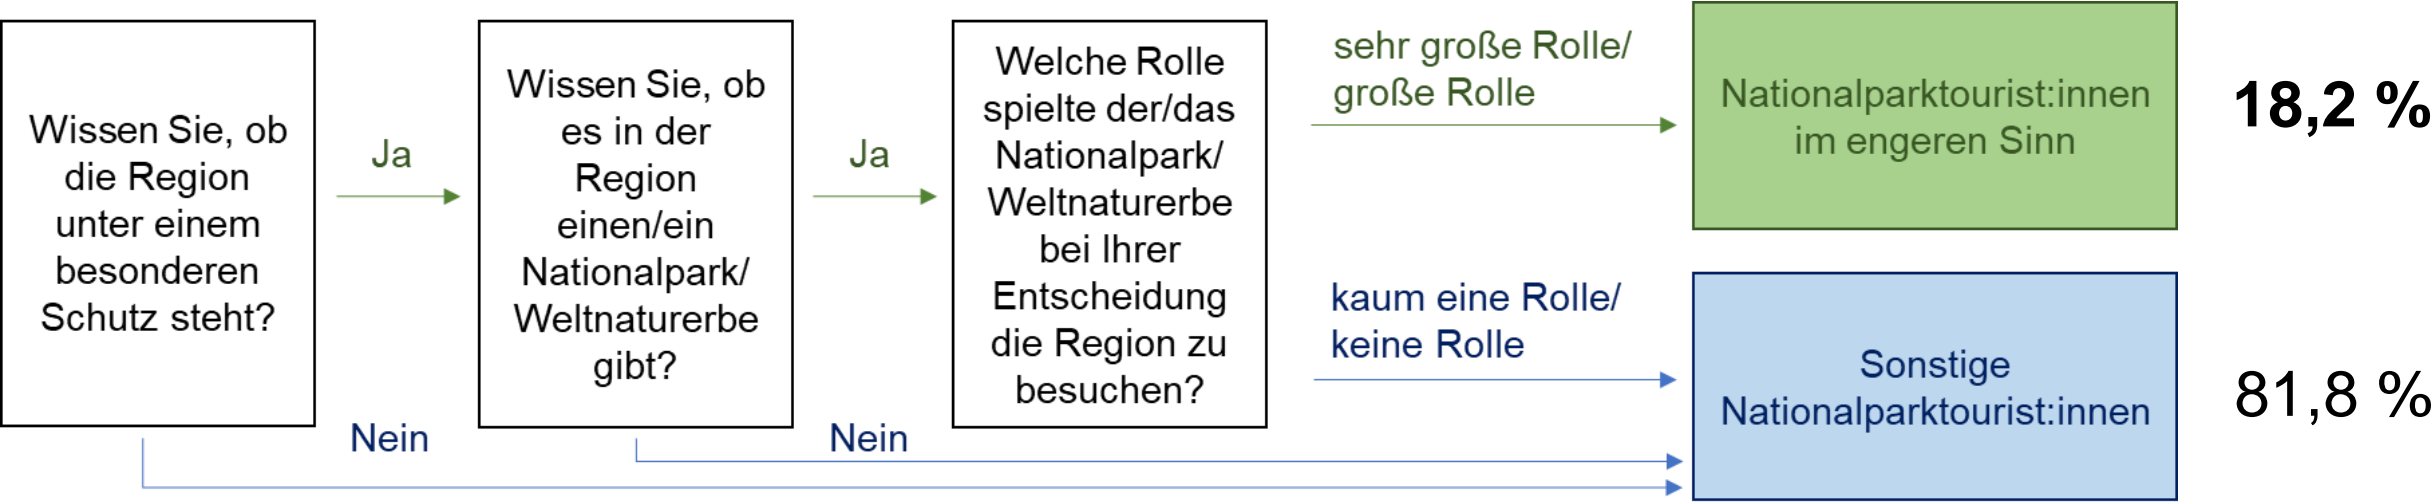 Wissen Sie, ob
die Region
unter einem
besonderen
Schutz steht?
Ja
Nein
Wissen Sie, ob
es in der
Region
einen/ein
Nationalpark/
Weltnaturerbe
gibt?
Ja
Nein
Welche Rolle
spielte der/das
Nationalpark/
Weltnaturerbe
bei Ihrer
Entscheidung
die Region zu
besuchen?
sehr große Rolle/
große Rolle
Nationalparktourist:innen
im engeren Sinn
18,2 %
kaum eine Rolle/
keine Rolle
Sonstige
Nationalparktourist:innen
81,8 %